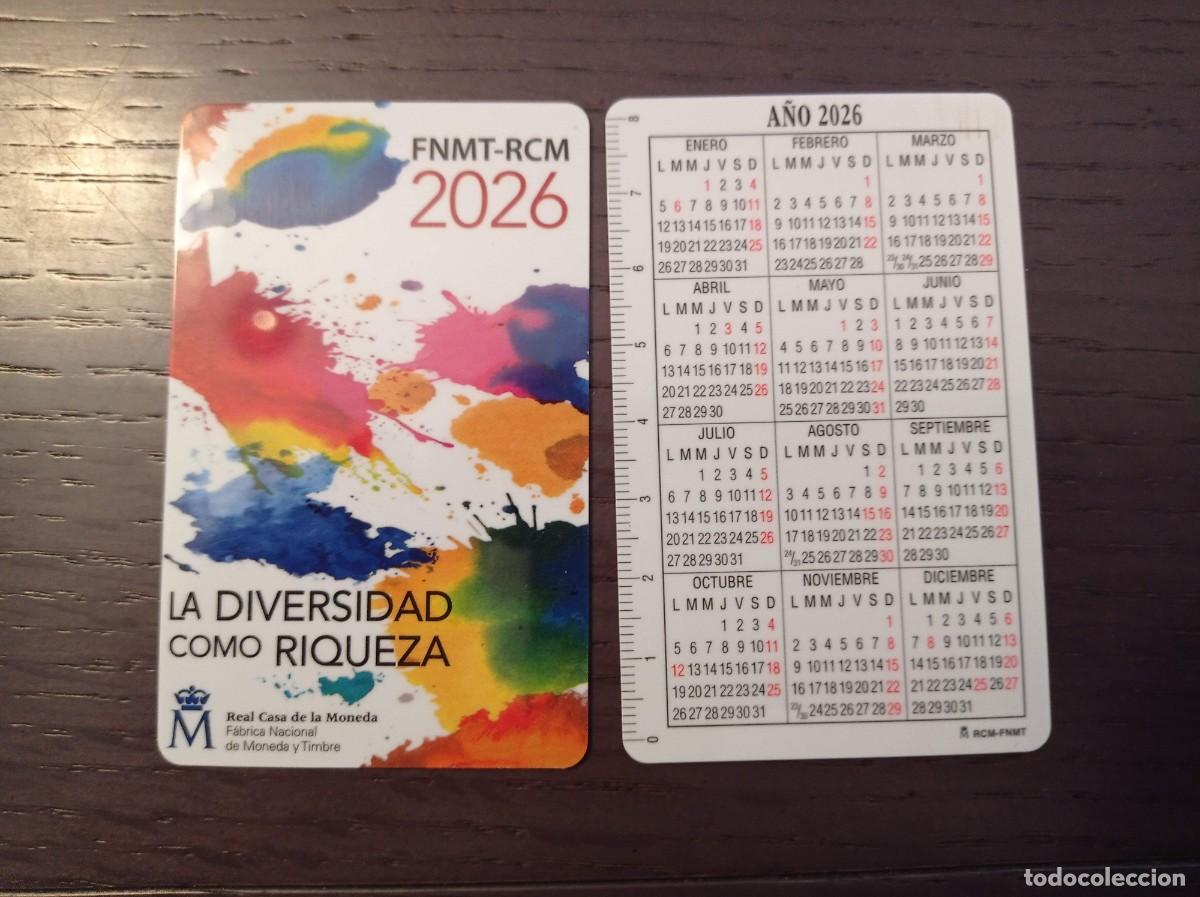 FNMT-RCM
2026
LA DIVERSIDAD
COMO RIQUEZA
M
Real Casa de la Moneda
Fábrica Nacional
de Moneda y Timbre
AÑO 2026
8
7
6
5
4
3
2
1
0
ENERO
L M M J V S D
1 2 3 4
5 6 7 8 9 10 11
12 13 14 15 16 17 18
19 20 21 22 23 24 25
26 27 28 29 30 31
FEBRERO
L M M J V S D
1
2 3 4 5 6 7 8
9 10 11 12 13 14 15
16 17 18 19 20 21 22
23 24 25 26 27 28
MARZO
L M M J V S D
1
2 3 4 5 6 7 8
9 10 11 12 13 14 15
16 17 18 19 20 21 22
23/30 24/31 25 26 27 28 29
ABRIL
L M M J V S D
1 2 3 4 5
6 7 8 9 10 11 12
13 14 15 16 17 18 19
20 21 22 23 24 25 26
27 28 29 30
MAYO
L M M J V S D
1 2 3
4 5 6 7 8 9 10
11 12 13 14 15 16 17
18 19 20 21 22 23 24
25 26 27 28 29 30 31
JUNIO
L M M J V S D
1 2 3 4 5 6 7
8 9 10 11 12 13 14
15 16 17 18 19 20 21
22 23 24 25 26 27 28
29 30
JULIO
L M M J V S D
1 2 3 4 5
6 7 8 9 10 11 12
13 14 15 16 17 18 19
20 21 22 23 24 25 26
27 28 29 30 31
AGOSTO
L M M J V S D
1 2
3 4 5 6 7 8 9
10 11 12 13 14 15 16
17 18 19 20 21 22 23
24/31 25 26 27 28 29 30
SEPTIEMBRE
L M M J V S D
1 2 3 4 5 6
7 8 9 10 11 12 13
14 15 16 17 18 19 20
21 22 23 24 25 26 27
28 29 30
OCTUBRE
L M M J V S D
1 2 3 4
5 6 7 8 9 10 11
12 13 14 15 16 17 18
19 20 21 22 23 24 25
26 27 28 29 30 31
NOVIEMBRE
L M M J V S D
1
2 3 4 5 6 7 8
9 10 11 12 13 14 15
16 17 18 19 20 21 22
23/30 24 25 26 27 28 29
DICIEMBRE
L M M J V S D
1 2 3 4 5 6
7 8 9 10 11 12 13
14 15 16 17 18 19 20
21 22 23 24 25 26 27
28 29 30 31
M RCM-FNMT
todocoleccion